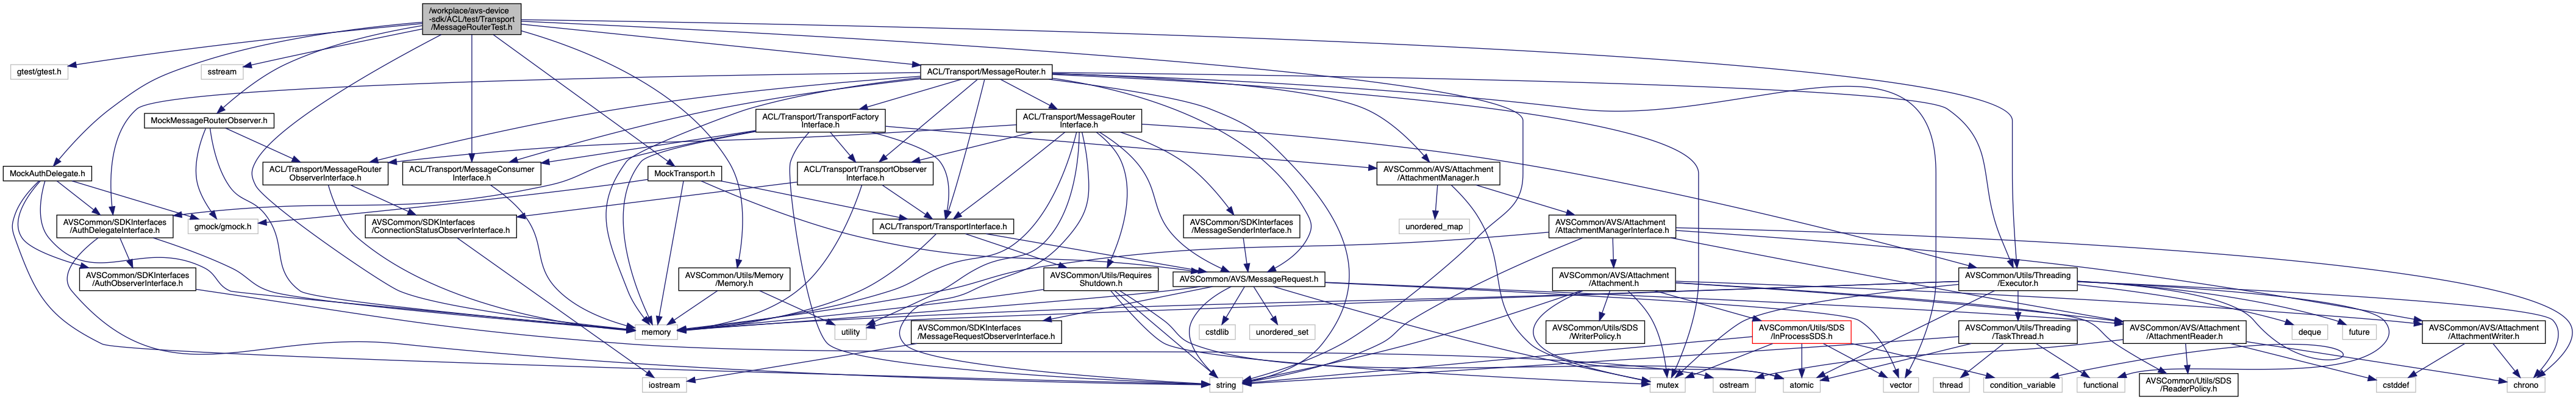 /workplace/avs-device
-sdk/ACL/test/Transport
/MessageRouterTest.h
gtest/gtest.h
sstream
ACL/Transport/MessageRouter.h
MockMessageRouterObserver.h
ACL/Transport/TransportFactory
Interface.h
ACL/Transport/MessageRouter
Interface.h
MockAuthDelegate.h
ACL/Transport/MessageRouter
ObserverInterface.h
ACL/Transport/MessageConsumer
Interface.h
MockTransport.h
ACL/Transport/TransportObserver
Interface.h
AVSCommon/AVS/Attachment
/AttachmentManager.h
AVSCommon/SDKInterfaces
/AuthDelegateInterface.h
gmock/gmock.h
AVSCommon/SDKInterfaces
/ConnectionStatusObserverInterface.h
ACL/Transport/TransportInterface.h
AVSCommon/SDKInterfaces
/MessageSenderInterface.h
unordered_map
AVSCommon/AVS/Attachment
/AttachmentManagerInterface.h
AVSCommon/SDKInterfaces
/AuthObserverInterface.h
AVSCommon/Utils/Memory
/Memory.h
AVSCommon/Utils/Requires
Shutdown.h
AVSCommon/AVS/MessageRequest.h
AVSCommon/AVS/Attachment
/Attachment.h
AVSCommon/Utils/Threading
/Executor.h
memory
utility
AVSCommon/SDKInterfaces
/MessageRequestObserverInterface.h
cstdlib
unordered_set
AVSCommon/Utils/SDS
/WriterPolicy.h
AVSCommon/Utils/SDS
/InProcessSDS.h
AVSCommon/Utils/Threading
/TaskThread.h
AVSCommon/AVS/Attachment
/AttachmentReader.h
deque
future
AVSCommon/AVS/Attachment
/AttachmentWriter.h
iostream
string
mutex
ostream
atomic
vector
thread
condition_variable
functional
AVSCommon/Utils/SDS
/ReaderPolicy.h
cstddef
chrono